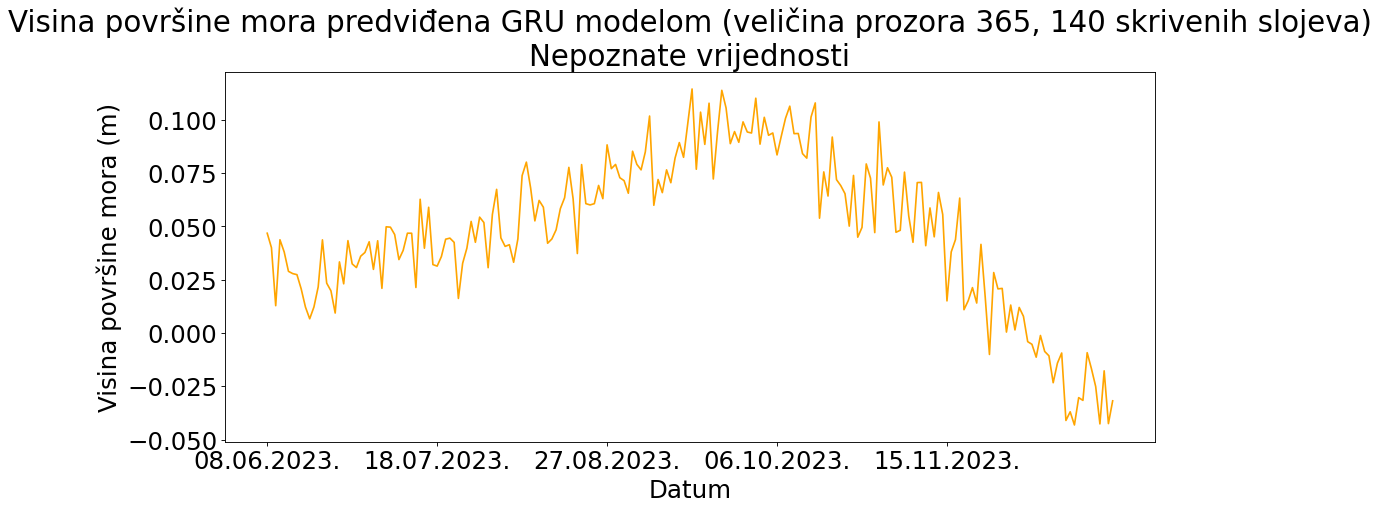 Visina površine mora predviđena GRU modelom (veličina prozora 365, 140 skrivenih slojeva)
Nepoznate vrijednosti
Visina površine mora (m)
0.100
0.075
0.050
0.025
0.000
−0.025
−0.050
08.06.2023. 18.07.2023. 27.08.2023. 06.10.2023. 15.11.2023.
Datum